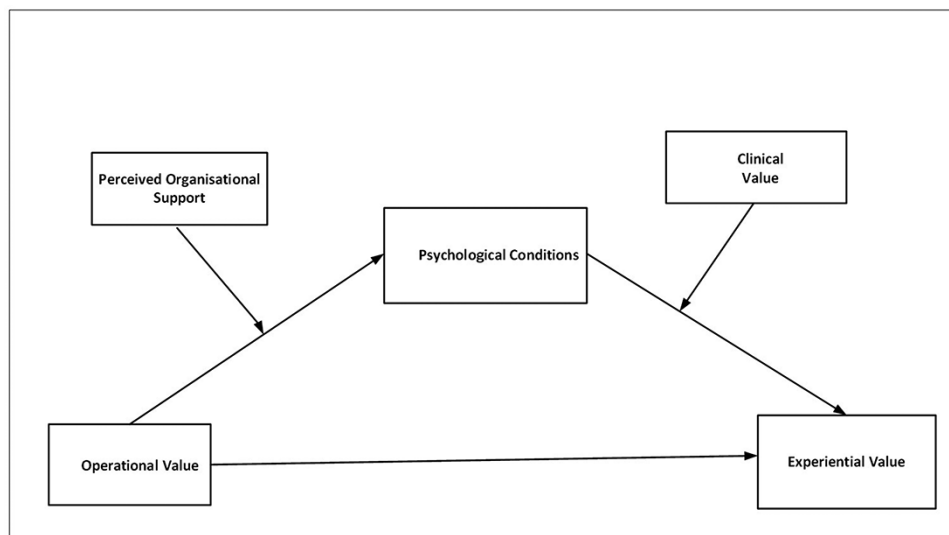 Perceived Organisational
Support
Clinical
Value
Psychological Conditions
Operational Value
Experiential Value